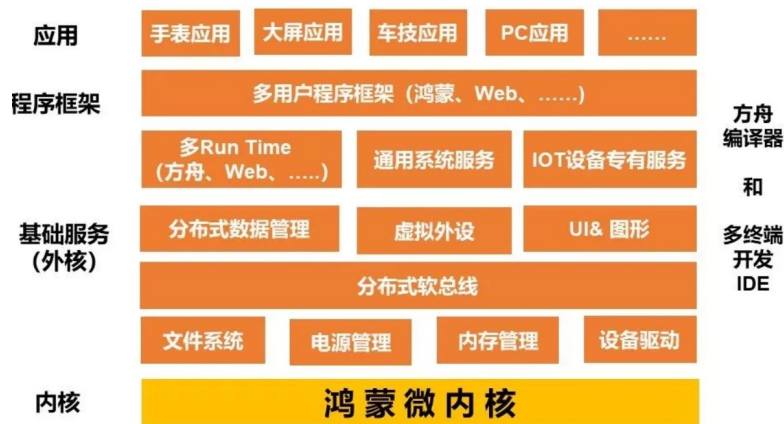 应用
手表应用
大屏应用
车技应用
PC应用
……
程序框架
多用户程序框架（鸿蒙、Web、……）
多Run Time
（方舟、Web、…..）
通用系统服务
IOT设备专有服务
基础服务
（外核）
分布式数据管理
虚拟外设
UI& 图形
分布式软总线
文件系统
电源管理
内存管理
设备驱动
内核
鸿蒙微内核
方舟
编译器
和
多终端
开发
IDE